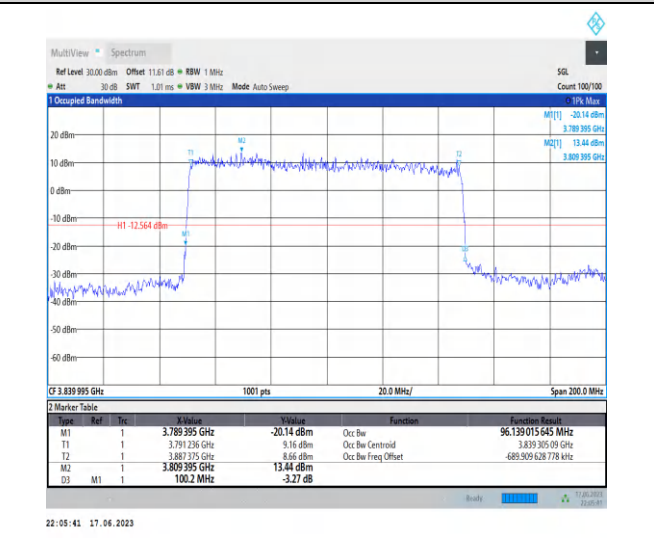 MultiView Spectrum
Ref Level 30.00 dBm Offset 11.61 dB RBW 1 MHz SGL
Att 30 dB SWT 1.01 ms VBW 3 MHz Mode Auto Sweep Count 100/100
1 Occupied Bandwidth 1Pk Max
M1[1] -20.14 dBm
3.789 395 GHz
M2[1] 13.44 dBm
3.809 395 GHz
20 dBm
M2
T1 T2
10 dBm
0 dBm
-10 dBm
H1 -12.564 dBm
M1
-20 dBm
-30 dBm
-40 dBm
-50 dBm
-60 dBm
CF 3.839 995 GHz 1001 pts 20.0 MHz/ Span 200.0 MHz
2 Marker Table
Type Ref Trc X-Value Y-Value Function Function Result
M1 1 3.789 395 GHz -20.14 dBm Occ Bw 96.139 015 645 MHz
T1 1 3.791 236 GHz 9.16 dBm Occ Bw Centroid 3.839 305 09 GHz
T2 1 3.887 375 GHz 8.66 dBm Occ Bw Freq Offset -689.909 628 778 kHz
M2 1 3.809 395 GHz 13.44 dBm
D3 M1 1 100.2 MHz -3.27 dB
Ready 17.06.2023
22:05:41
22:05:41 17.06.2023